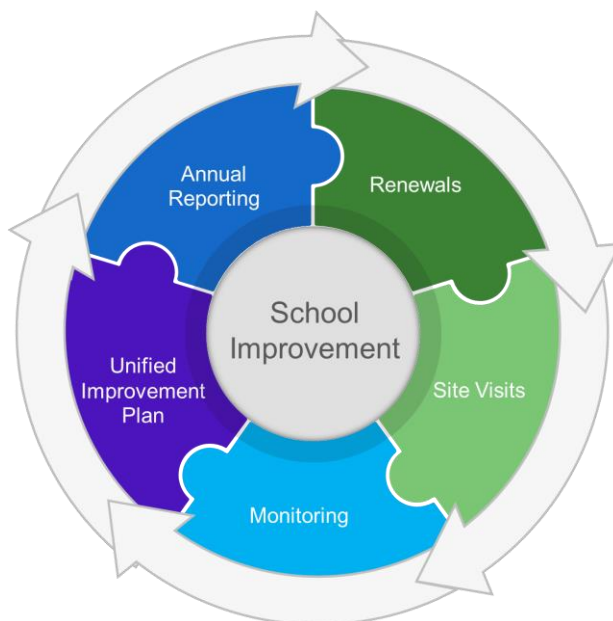 Annual
Reporting
Renewals
School
Improvement
Unified
Improvement
Plan
Site Visits
Monitoring